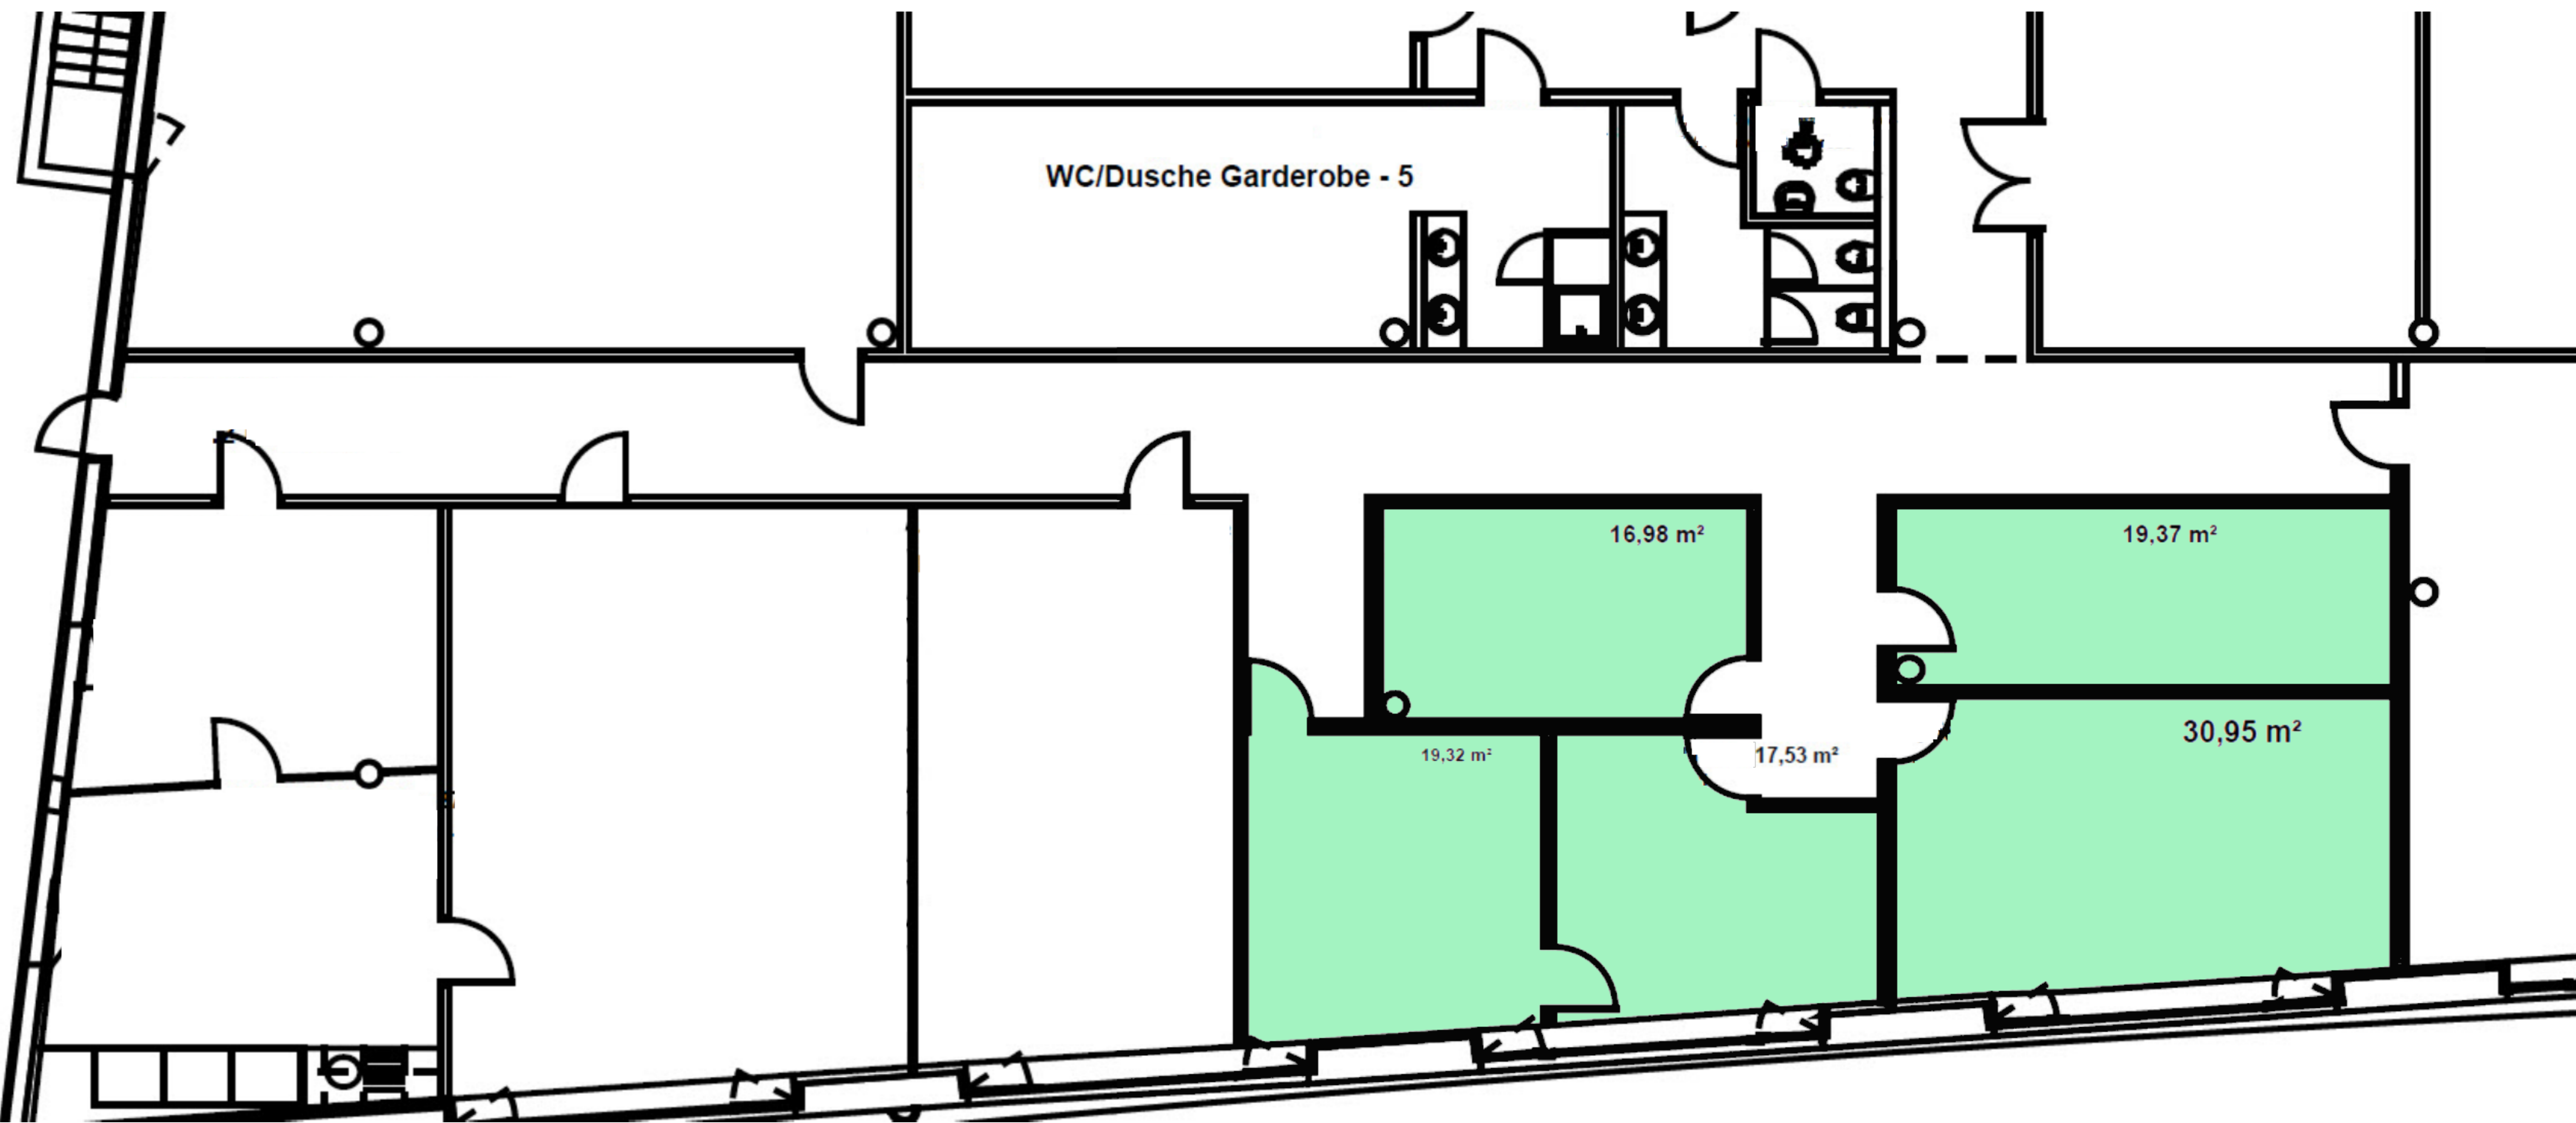 WC/Dusche Garderobe - 5
16,98 m²
19,37 m²
30,95 m²
19,32 m²
17,53 m²